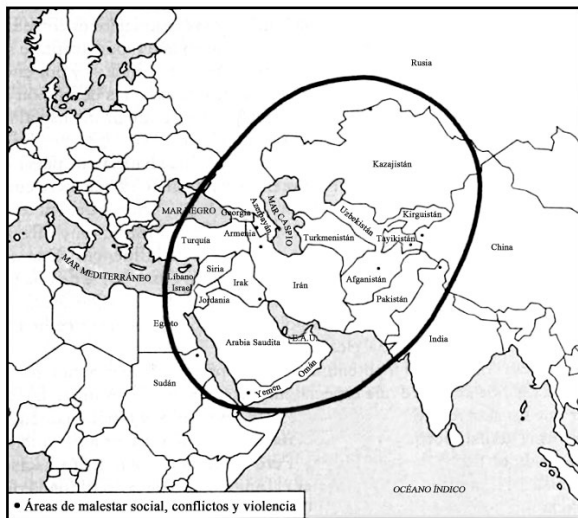 Rusia
Kazajistán
MAR NEGRO
Georgia
Azerbaiyán
MAR CASPIO
Uzbekistán
Kirguistán
Armenia
Turquía
Turkmenistán
Tayikistán
China
MAR MEDITERRÁNEO
Líbano
Siria
Israel
Irak
Irán
Afganistán
Jordania
Pakistán
Egipto
Arabia Saudita
E.A.U.
India
Omán
Yemen
Sudán
OCÉANO ÍNDICO
• Áreas de malestar social, conflictos y violencia